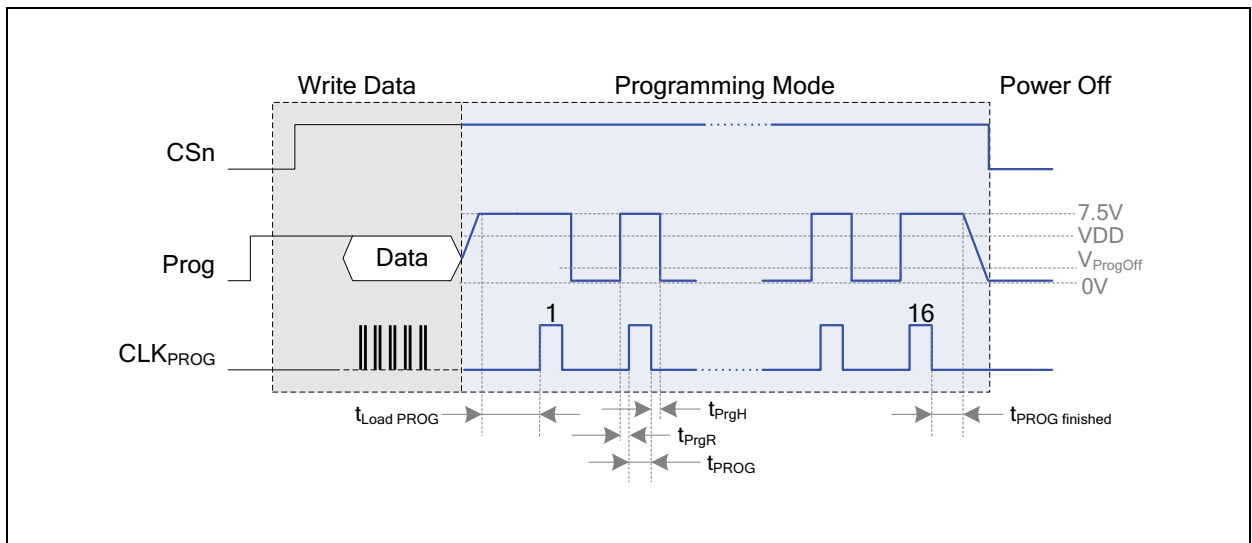 Write Data Programming Mode Power Off
CSn
7.5V
VDD
Prog Data
VProgOff
0V
1 16
CLKPROG
tLoad PROG tPrgH tPROG finished
tPrgR
tPROG